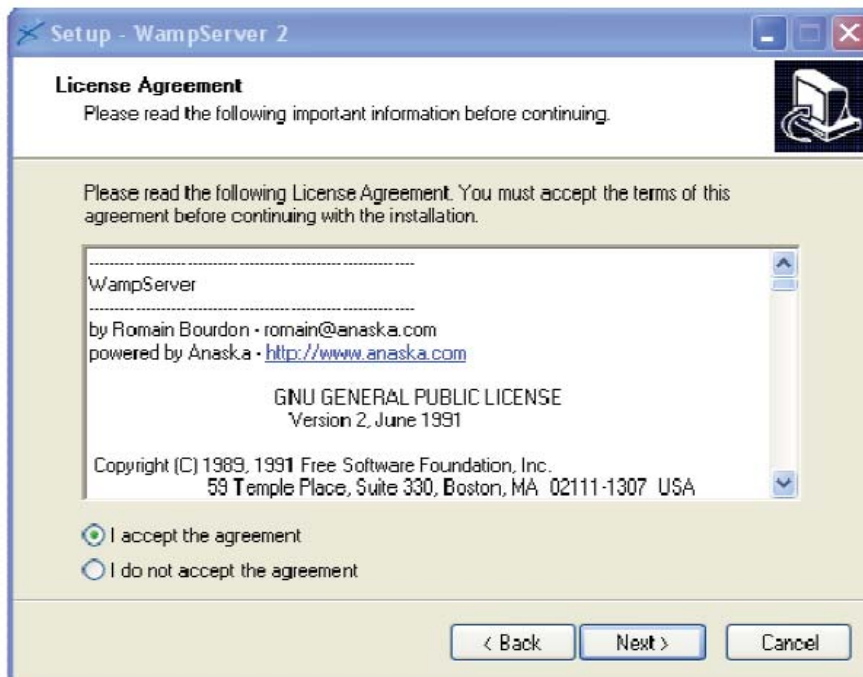 Setup - WampServer 2
License Agreement
Please read the following important information before continuing.
Please read the following License Agreement. You must accept the terms of this
agreement before continuing with the installation.
------------------------------------------------------------
WampServer
------------------------------------------------------------
by Romain Bourdon - romain@anaska.com
powered by Anaska - http://www.anaska.com
GNU GENERAL PUBLIC LICENSE
Version 2, June 1991
Copyright (C) 1989, 1991 Free Software Foundation, Inc.
59 Temple Place, Suite 330, Boston, MA  02111-1307  USA
I accept the agreement
I do not accept the agreement
< Back
Next >
Cancel